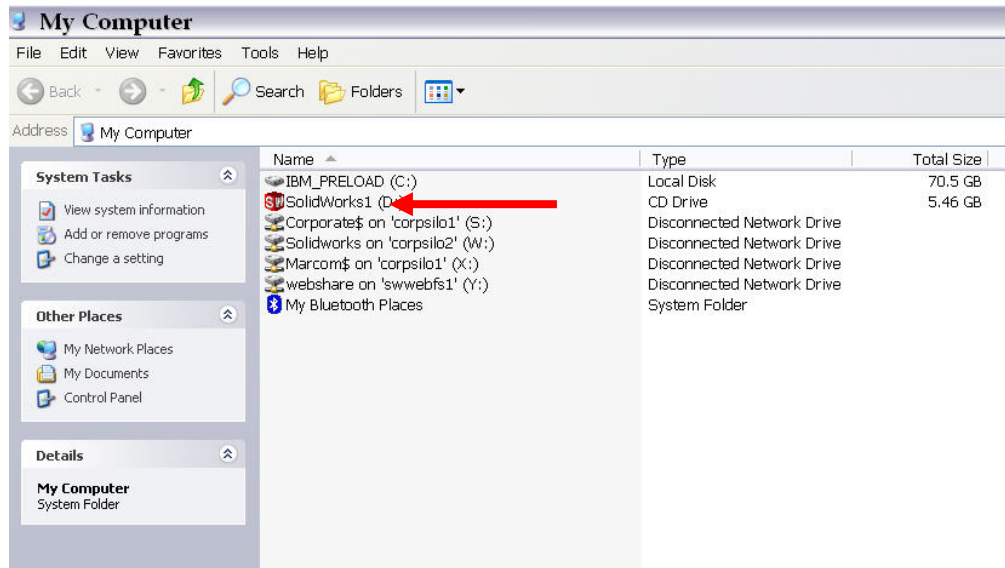 My Computer
File Edit View Favorites Tools Help
Back Search Folders
Address My Computer
System Tasks
View system information
Add or remove programs
Change a setting
Other Places
My Network Places
My Documents
Control Panel
Details
My Computer
System Folder
Name Type Total Size
IBM_PRELOAD (C:) Local Disk 70.5 GB
SolidWorks1 (D:) CD Drive 5.46 GB
Corporate$ on 'corpsilo1' (S:) Disconnected Network Drive
Solidworks on 'corpsilo2' (W:) Disconnected Network Drive
Marcom$ on 'corpsilo1' (X:) Disconnected Network Drive
webshare on 'swwebfs1' (Y:) Disconnected Network Drive
My Bluetooth Places System Folder